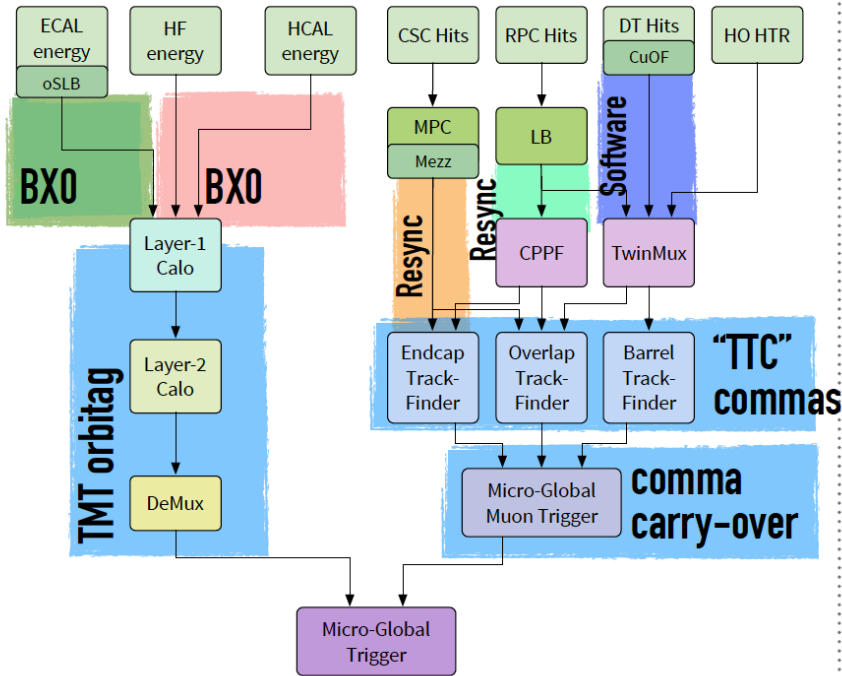 ECAL
energy
oSLB
HF
energy
HCAL
energy
CSC Hits
RPC Hits
DT Hits
CuOF
HO HTR
MPC
Mezz
LB
Software
BX0
BX0
Resync
Resync
Layer-1
Calo
CPPF
TwinMux
Layer-2
Calo
Endcap
Track-
Finder
Overlap
Track-
Finder
Barrel
Track-
Finder
“TTC”
commas
TMT orbitag
DeMux
Micro-Global
Muon Trigger
comma
carry-over
Micro-Global
Trigger